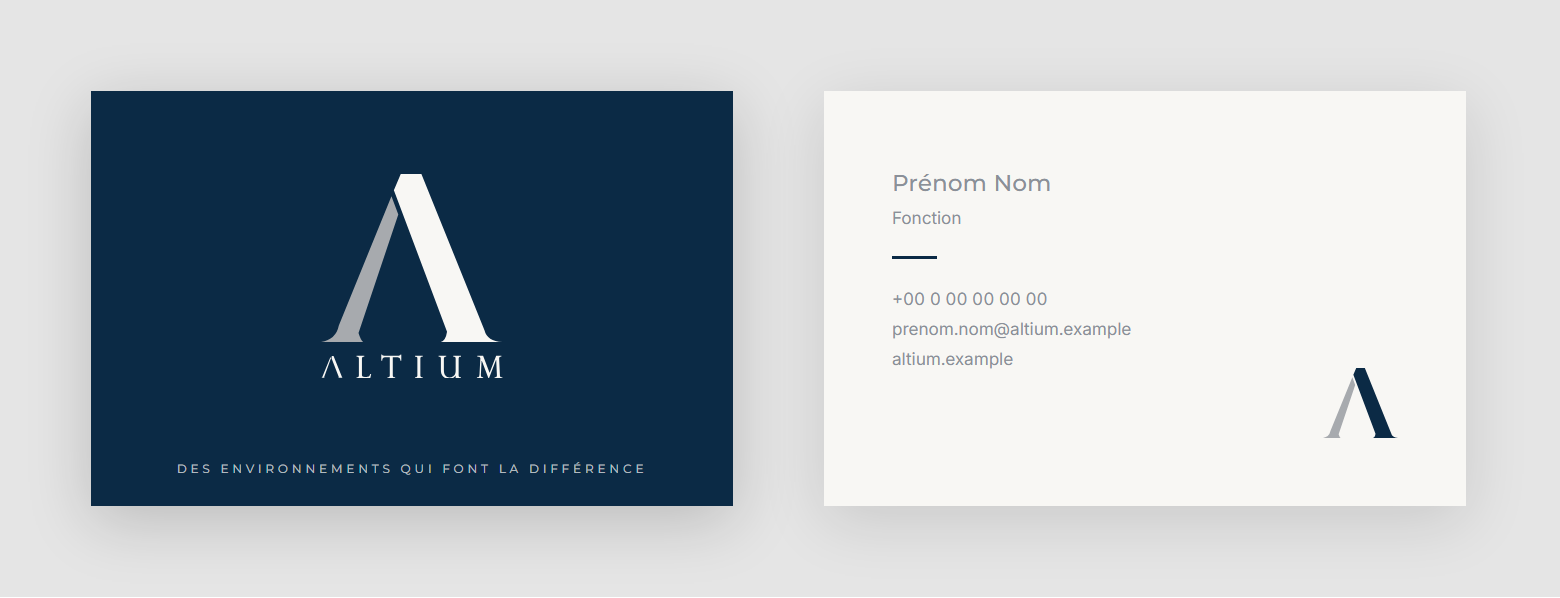 ALTIUM
DES ENVIRONNEMENTS QUI FONT LA DIFFÉRENCE
Prénom Nom
Fonction
+00 0 00 00 00 00
prenom.nom@altium.example
altium.example